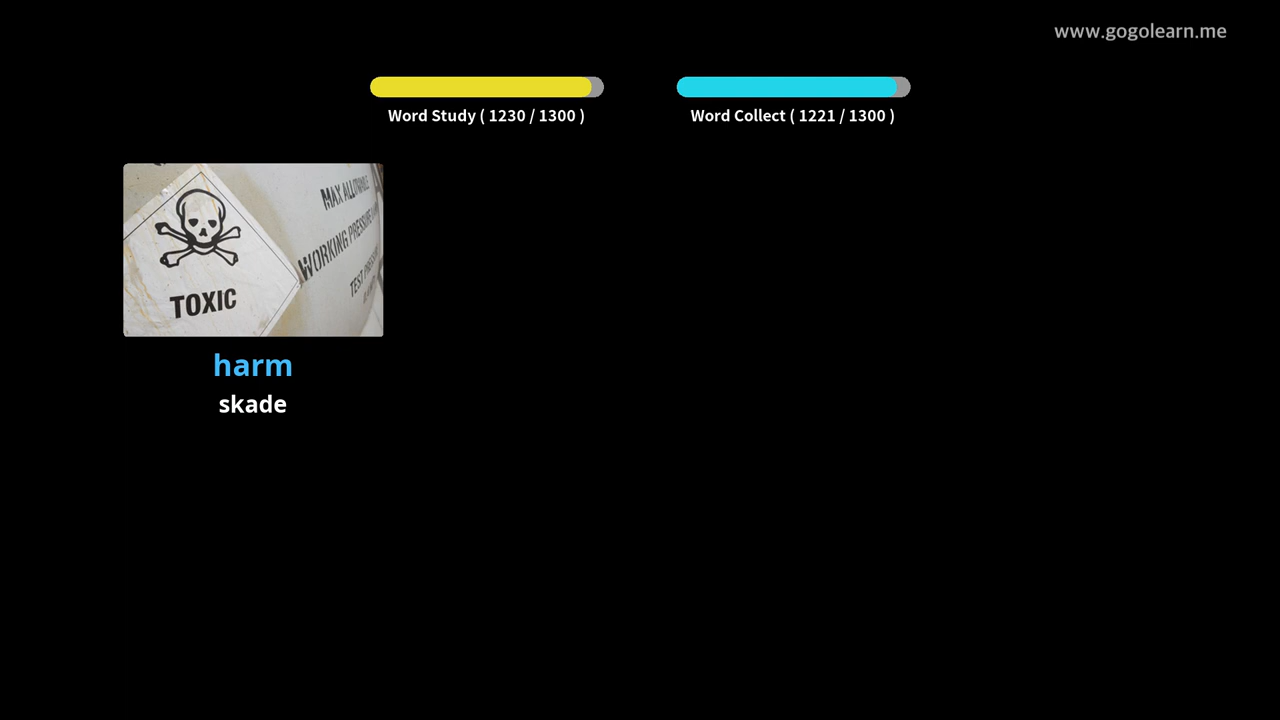 www.gogolearn.me
Word Study ( 1230 / 1300 )
Word Collect ( 1221 / 1300 )
MAX ALLOWABLE
WORKING PRESSURE
TEST
TOXIC
harm
skade